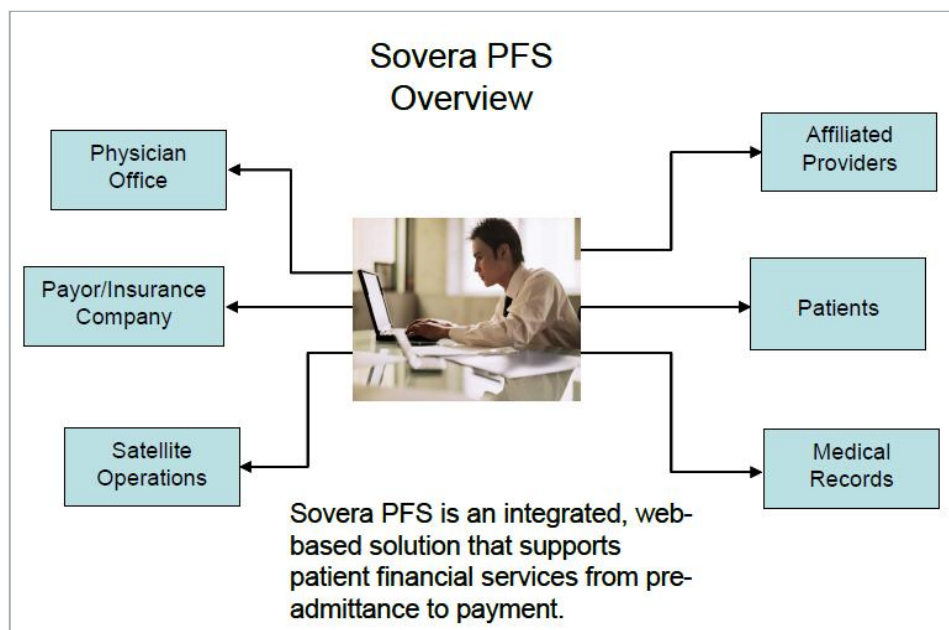 Sovera PFS
Overview
Physician
Office
Affiliated
Providers
Payor/Insurance
Company
Patients
Satellite
Operations
Medical
Records
Sovera PFS is an integrated, web-
based solution that supports
patient financial services from pre-
admittance to payment.